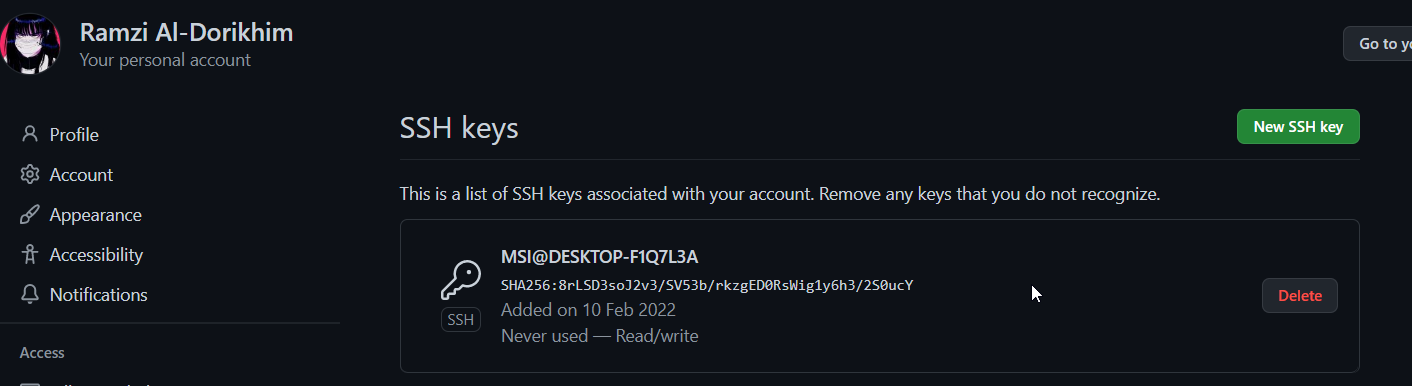 Ramzi Al-Dorikhim
Your personal account
Go to
Profile
Account
Appearance
Accessibility
Notifications
Access
SSH keys
New SSH key
This is a list of SSH keys associated with your account. Remove any keys that you do not recognize.
MSI@DESKTOP-F1Q7L3A
SHA256:8rLSD3soJ2v3/SV53b/rkzgED0RsWig1y6h3/2S0ucY
Added on 10 Feb 2022
Never used — Read/write
SSH
Delete